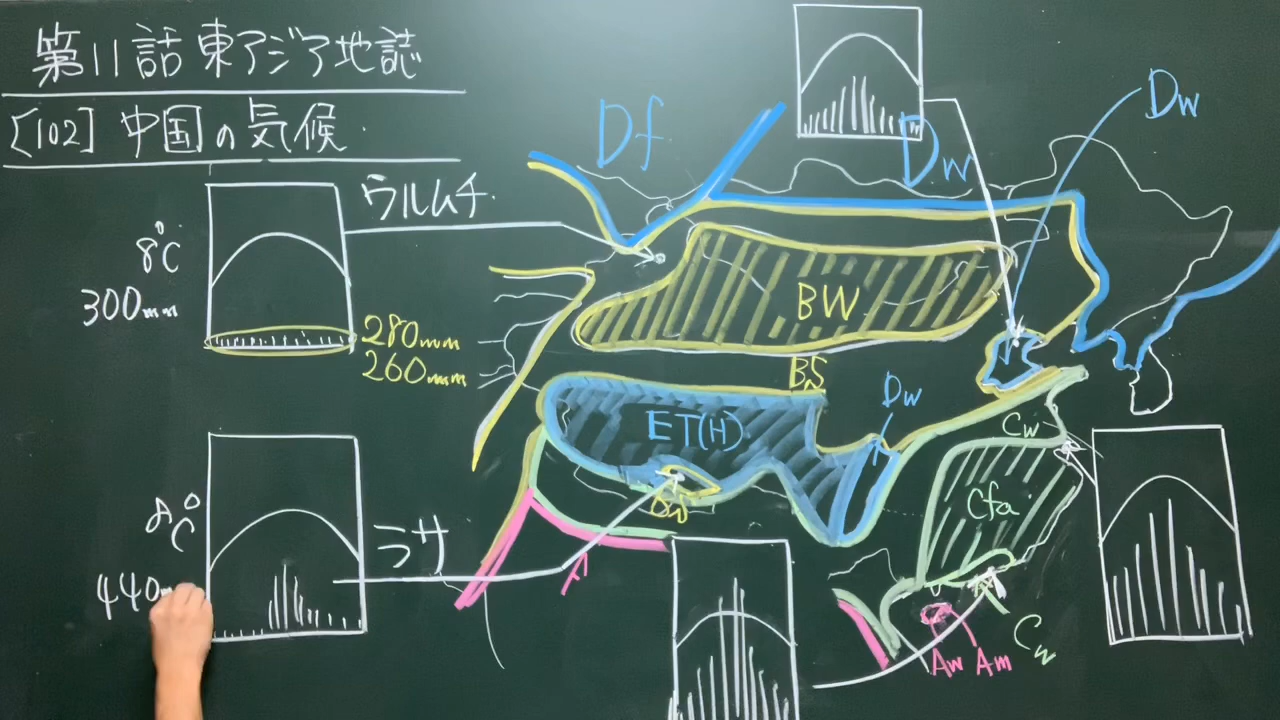 第11話 東アジア地誌
[102] 中国の気候
ウルムチ
8℃
300mm
280mm
260mm
ラサ
8℃
Df
Dw
Dw
BW
BS
ET(H)
Dw
Dw
Cw
Cfa
Cw
Aw Am